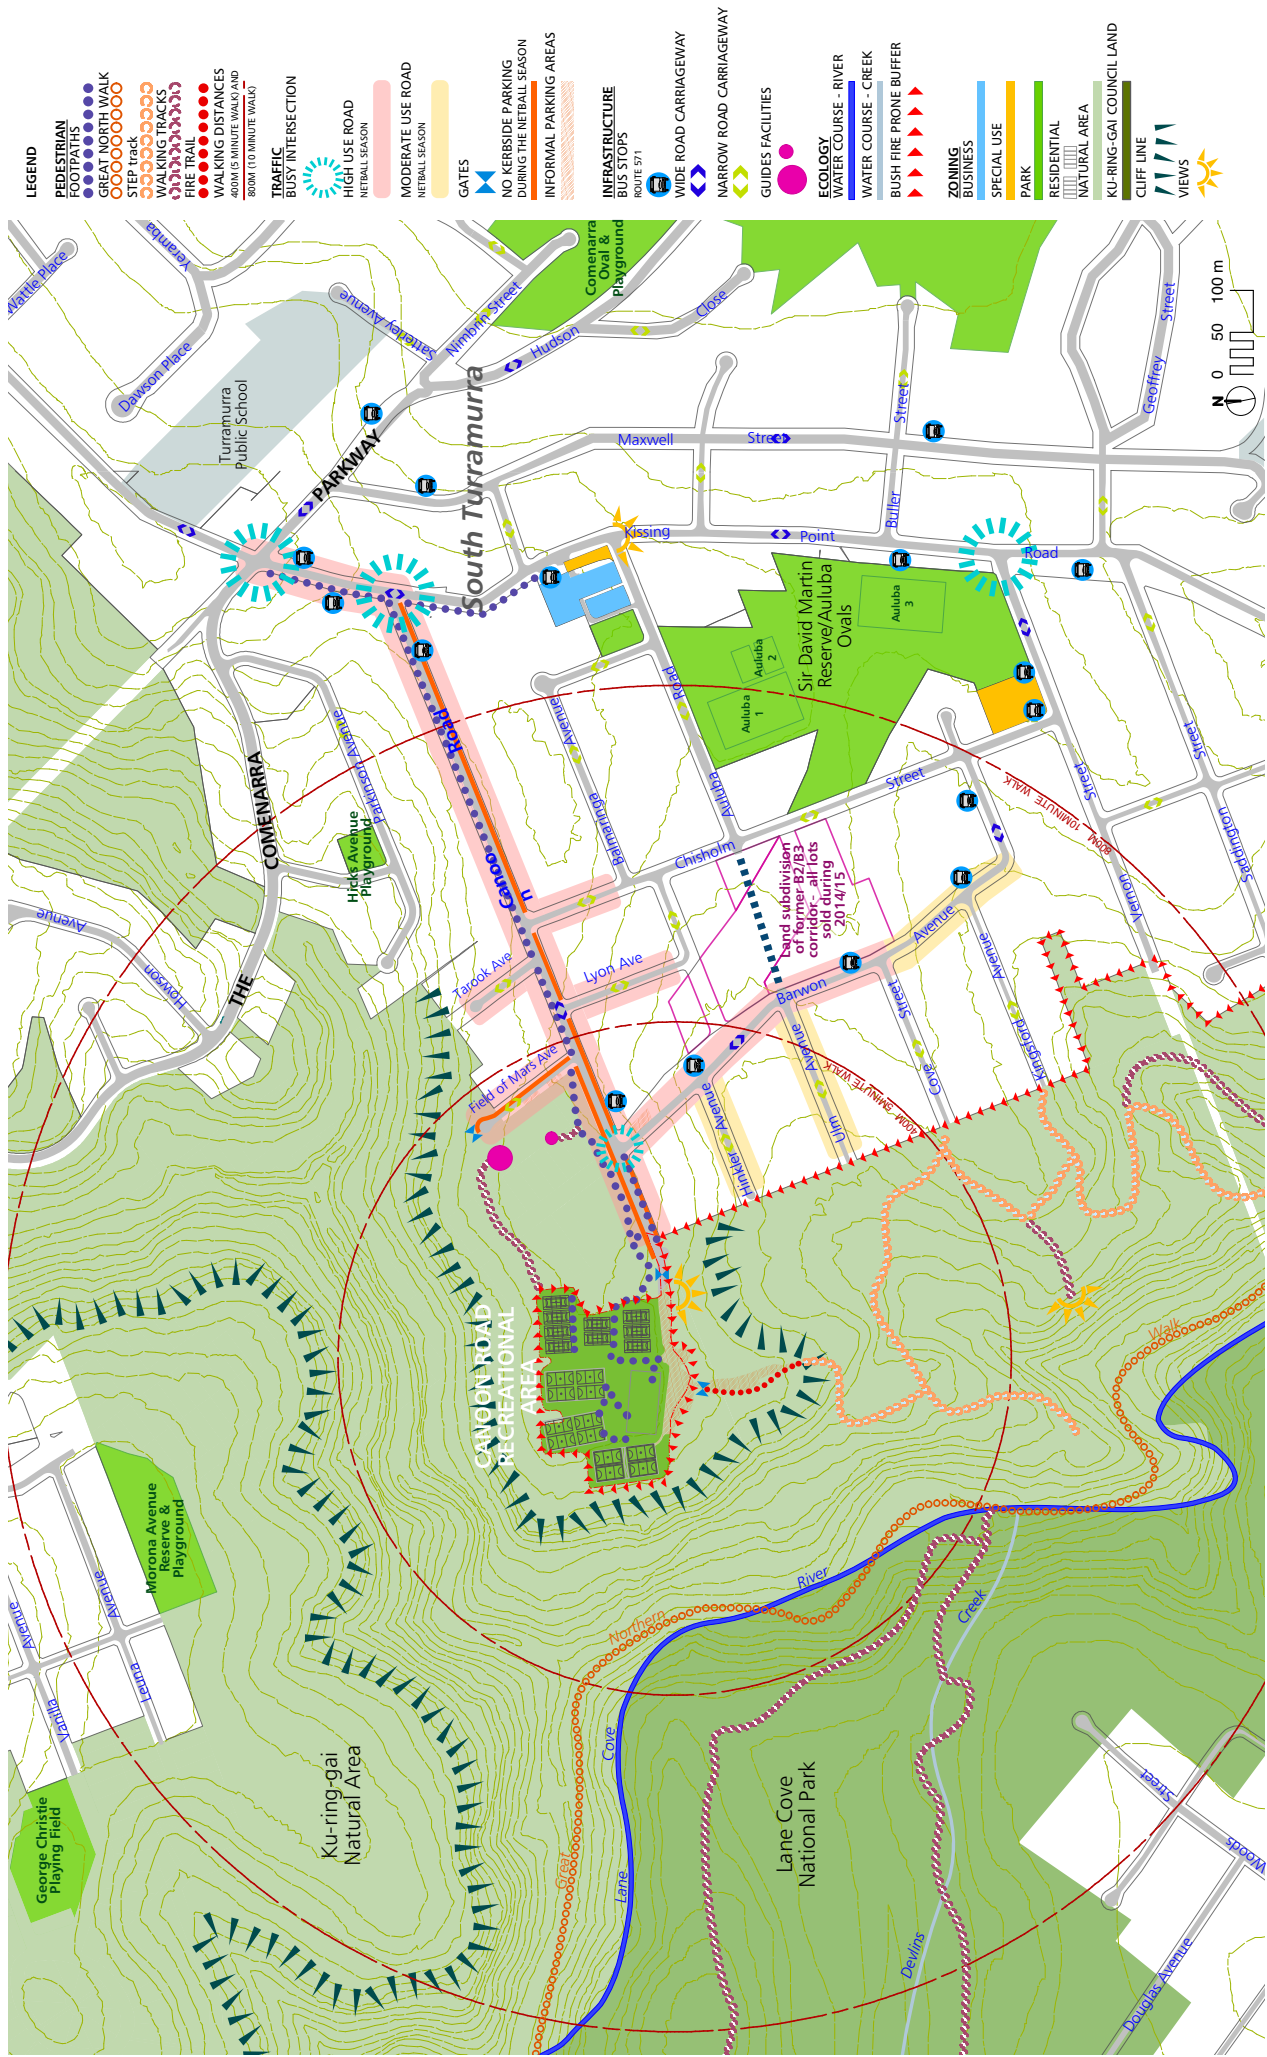 LEGEND
PEDESTRIAN
FOOTPATHS
GREAT NORTH WALK
STEP track
WALKING TRACKS
FIRE TRAIL
WALKING DISTANCES
400M (5 MINUTE WALK) AND
800M (10 MINUTE WALK)
TRAFFIC
BUSY INTERSECTION
HIGH USE ROAD
NETBALL SEASON
MODERATE USE ROAD
NETBALL SEASON
GATES
NO KERBSIDE PARKING
DURING THE NETBALL SEASON
INFORMAL PARKING AREAS
INFRASTRUCTURE
BUS STOPS
ROUTE 571
WIDE ROAD CARRIAGEWAY
NARROW ROAD CARRIAGEWAY
GUIDES FACILITIES
ECOLOGY
WATER COURSE - RIVER
WATER COURSE - CREEK
BUSH FIRE PRONE BUFFER
ZONING
BUSINESS
SPECIAL USE
PARK
RESIDENTIAL
NATURAL AREA
KU-RING-GAI COUNCIL LAND
CLIFF LINE
VIEWS
N
0 50 100 m
Wattle Place
Yeramba
Dawson Place
Satterley Avenue
Nimbrin Street
Hudson
Close
Comenarra
Oval &
Playground
Turramurra
Public School
PARKWAY
South Turramurra
Maxwell
Street
Kissing
Point
Road
Buller
Street
Geoffrey
Street
Sir David Martin
Reserve/Auluba
Ovals
Auluba
1
Auluba
2
Auluba
3
Auluba
Road
Balmaringa
Avenue
Chisholm
Street
Canoo
n
Road
THE
COMENARRA
Parkinson Avenue
Hicks Avenue
Playground
Howson
Avenue
Tarook Ave
Lyon Ave
Field of Mars Ave
Land subdivision
of former B2/B3
corridor - all lots
sold during
2014/15
Barwon
Avenue
Hinkler
Avenue
Ulm
Avenue
Cove
Street
Kingsford
Avenue
Vernon
Street
Saddington
Street
400M 5MINUTE WALK
800M 10MINUTE WALK
CANOON ROAD
RECREATIONAL
AREA
Morona Avenue
Reserve &
Playground
Avenue
Vanilla
Avenue
Leuna
George Christie
Playing Field
Ku-ring-gai
Natural Area
Lane Cove
National Park
Great
Northern
Walk
Lane
Cove
River
Devlins
Creek
Street
Woods
Douglas Avenue